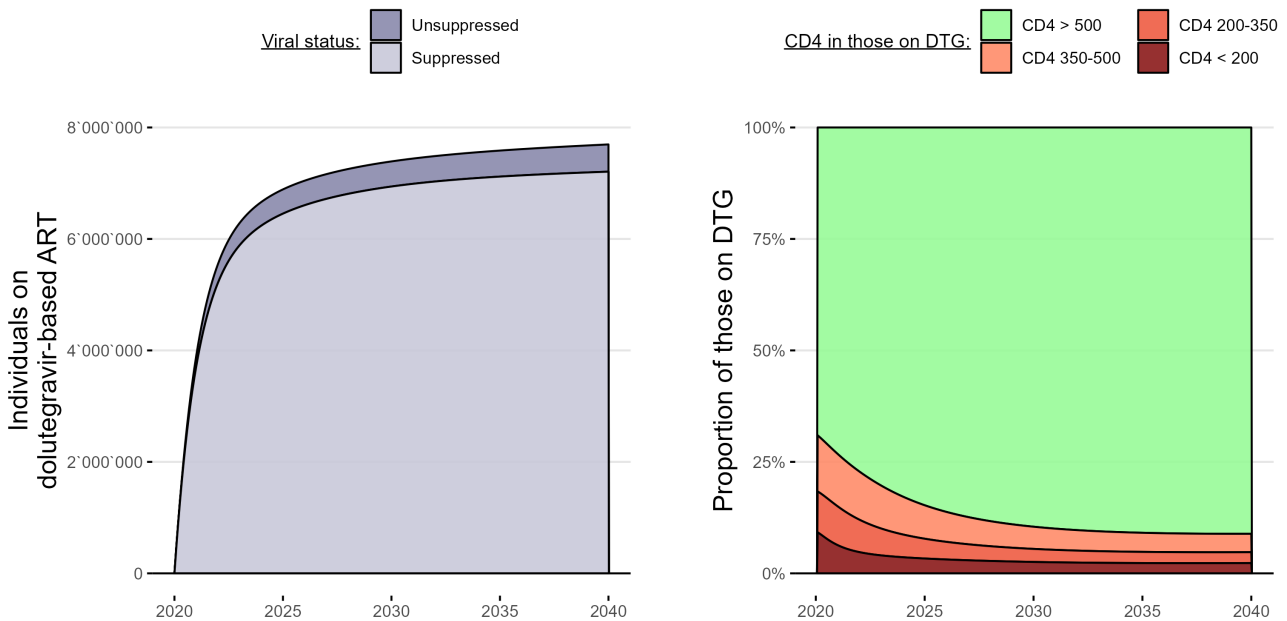 Viral status:
Unsuppressed
Suppressed
Individuals on
dolutegravir-based ART
8`000`000
6`000`000
4`000`000
2`000`000
0
2020
2025
2030
2035
2040
CD4 in those on DTG:
CD4 > 500
CD4 350-500
CD4 200-350
CD4 < 200
Proportion of those on DTG
100%
75%
50%
25%
0%
2020
2025
2030
2035
2040